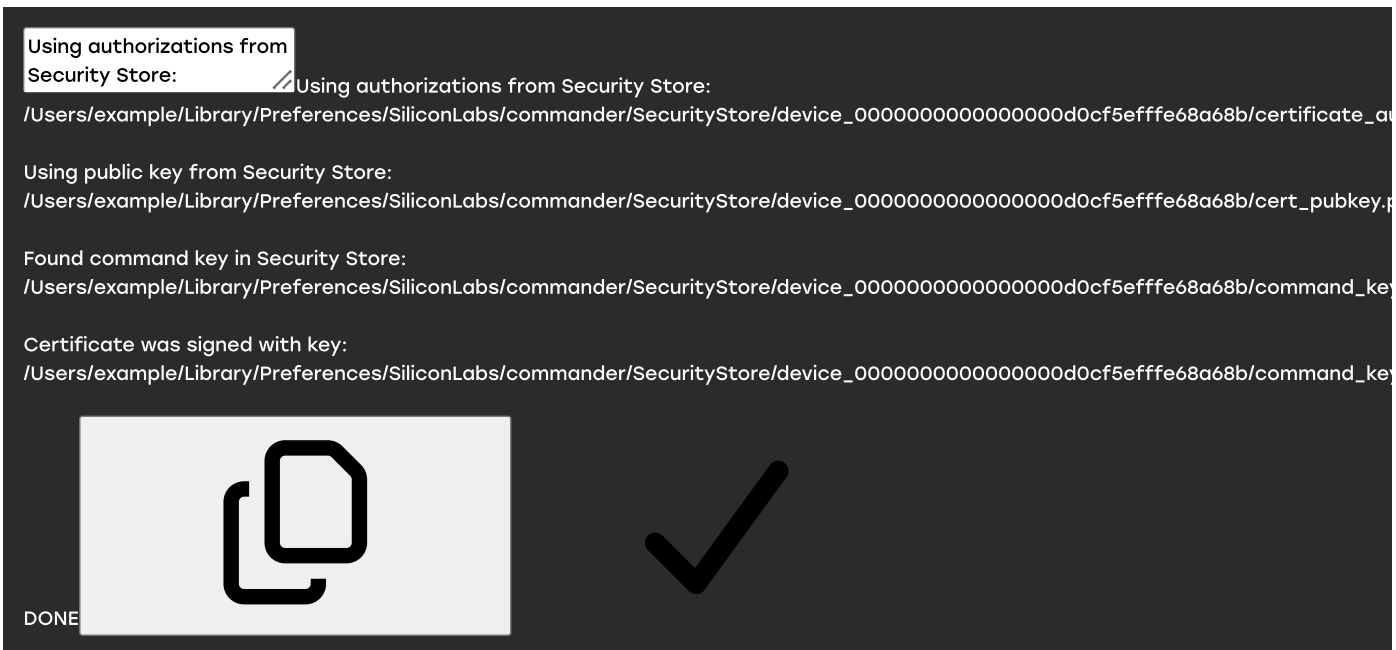 Using authorizations from
Security Store:
Using authorizations from Security Store:
/Users/example/Library/Preferences/SiliconLabs/commander/SecurityStore/device_0000000000000000d0cf5efffe68a68b/certificate_au
Using public key from Security Store:
/Users/example/Library/Preferences/SiliconLabs/commander/SecurityStore/device_0000000000000000d0cf5efffe68a68b/cert_pubkey.p
Found command key in Security Store:
/Users/example/Library/Preferences/SiliconLabs/commander/SecurityStore/device_0000000000000000d0cf5efffe68a68b/command_key
Certificate was signed with key:
/Users/example/Library/Preferences/SiliconLabs/commander/SecurityStore/device_0000000000000000d0cf5efffe68a68b/command_key
DONE